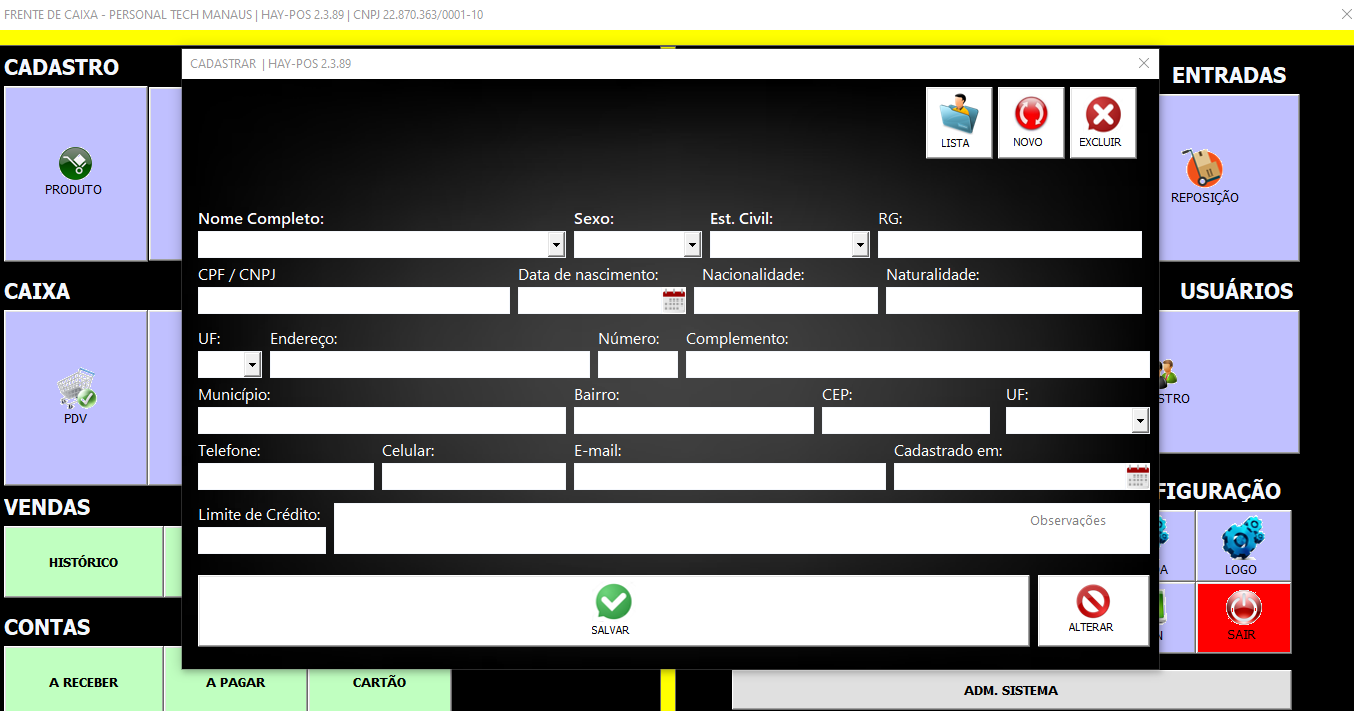 FRENTE DE CAIXA - PERSONAL TECH MANAUS | HAY-POS 2.3.89 | CNPJ 22.870.363/0001-10
CADASTRO
PRODUTO
CAIXA
PDV
VENDAS
HISTÓRICO
CONTAS
A RECEBER
A PAGAR
CARTÃO
CADASTRAR | HAY-POS 2.3.89
LISTA
NOVO
EXCLUIR
Nome Completo:
Sexo:
Est. Civil:
RG:
CPF / CNPJ
Data de nascimento:
Nacionalidade:
Naturalidade:
UF:
Endereço:
Número:
Complemento:
Município:
Bairro:
CEP:
UF:
Telefone:
Celular:
E-mail:
Cadastrado em:
Limite de Crédito:
Observações
SALVAR
ALTERAR
ENTRADAS
REPOSIÇÃO
USUÁRIOS
STRO
FIGURAÇÃO
A
LOGO
N
SAIR
ADM. SISTEMA